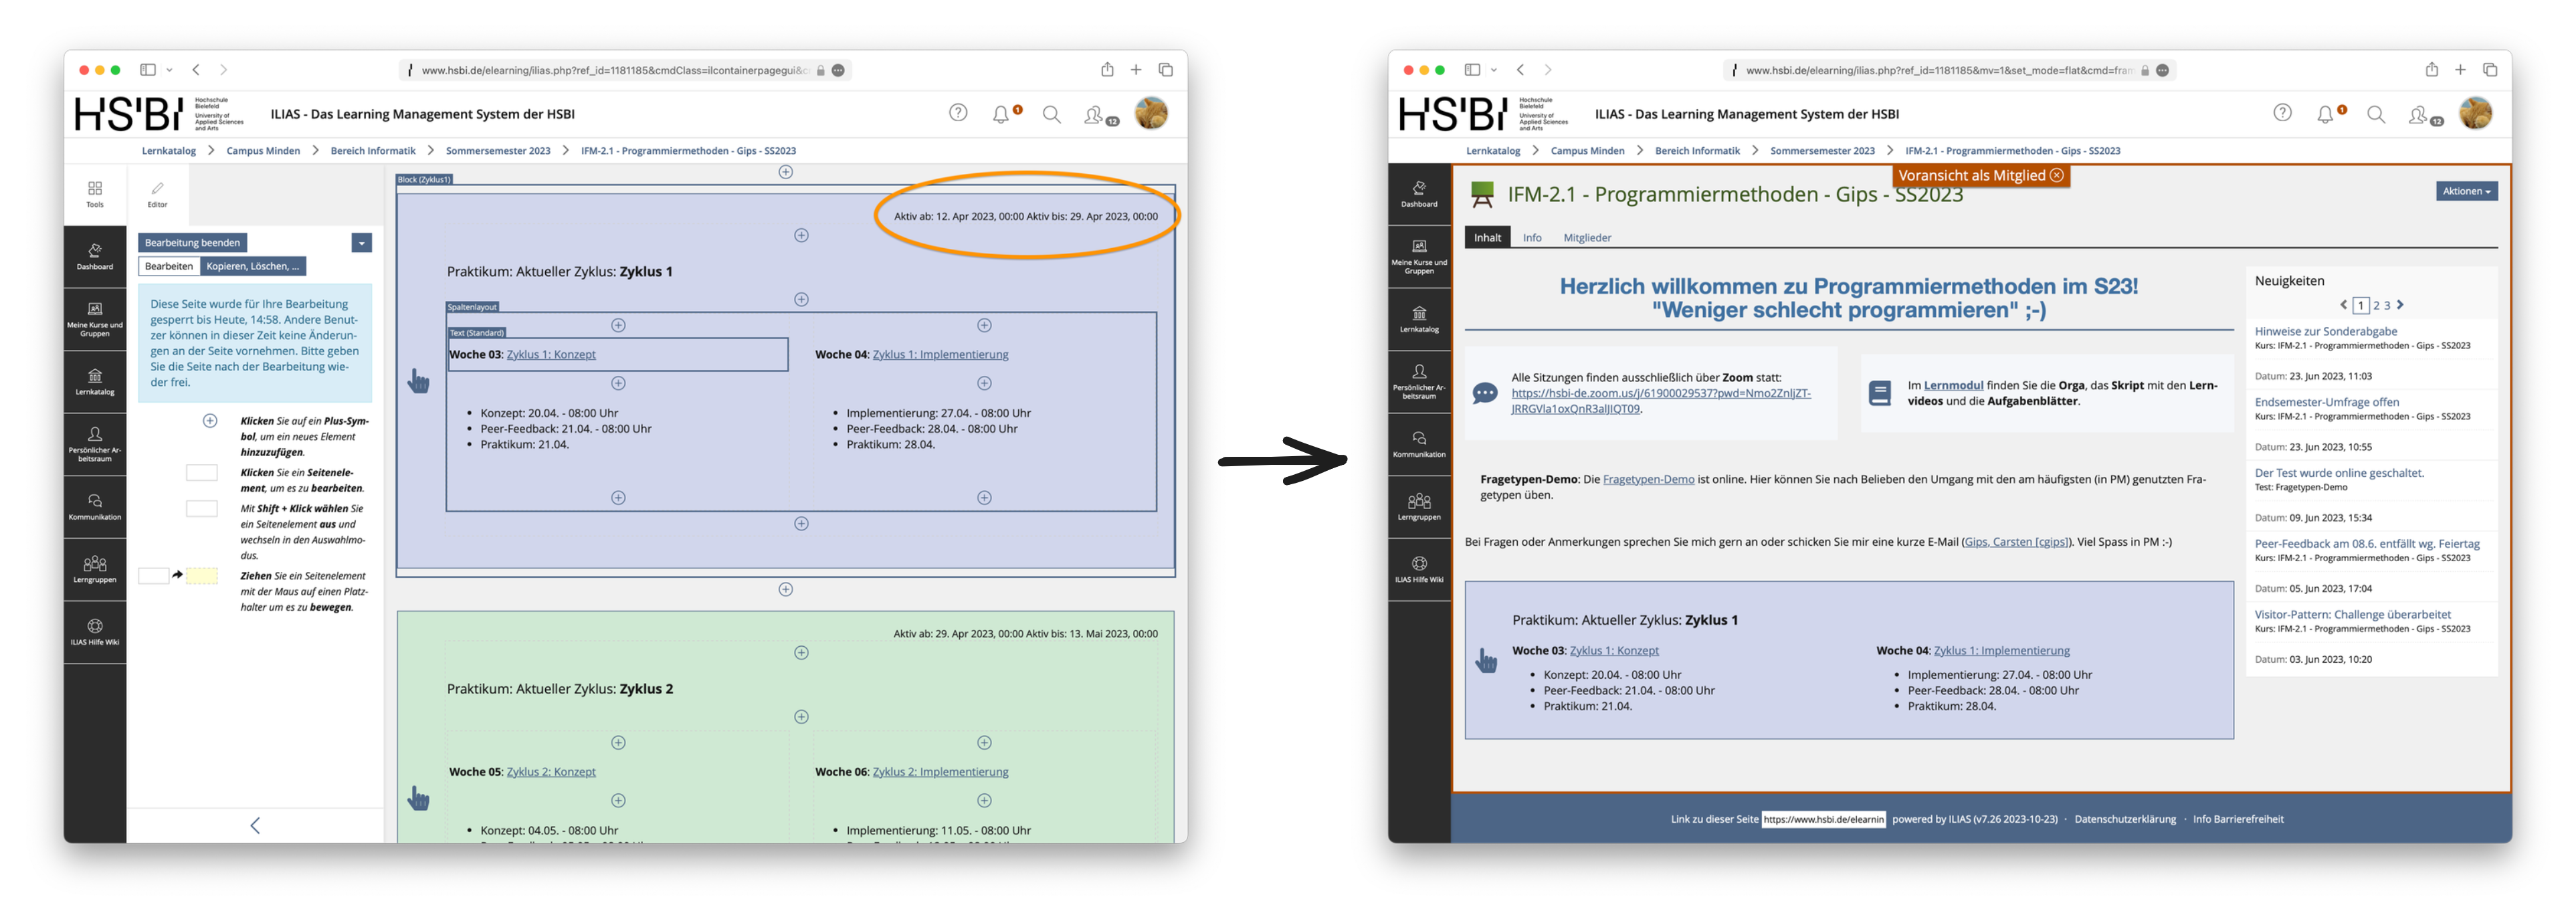 www.hsbi.de/elearning/ilias.php?ref_id=1181185&cmdClass=ilcontainerpagegui&c
HS'BI Hochschule Bielefeld University of Applied Sciences and Arts
ILIAS - Das Learning Management System der HSBI
1
12
Lernkatalog > Campus Minden > Bereich Informatik > Sommersemester 2023 > IFM-2.1 - Programmiermethoden - Gips - SS2023
Tools
Editor
Dashboard
Meine Kurse und Gruppen
Lernkatalog
Persönlicher Ar-
beitsraum
Kommunikation
Lerngruppen
ILIAS Hilfe Wiki
Bearbeitung beenden
Bearbeiten
Kopieren, Löschen, ...
Diese Seite wurde für Ihre Bearbeitung
gesperrt bis Heute, 14:58. Andere Benut-
zer können in dieser Zeit keine Änderun-
gen an der Seite vornehmen. Bitte geben
Sie die Seite nach der Bearbeitung wie-
der frei.
Klicken Sie auf ein Plus-Sym-
bol, um ein neues Element
hinzuzufügen.
Klicken Sie ein Seitenele-
ment, um es zu bearbeiten.
Mit Shift + Klick wählen Sie
ein Seitenelement aus und
wechseln in den Auswahlmo-
dus.
Ziehen Sie ein Seitenelement
mit der Maus auf einen Platz-
halter um es zu bewegen.
Block (Zyklus1)
Aktiv ab: 12. Apr 2023, 00:00 Aktiv bis: 29. Apr 2023, 00:00
Praktikum: Aktueller Zyklus: Zyklus 1
Spaltenlayout
Text (Standard)
Woche 03: Zyklus 1: Konzept
• Konzept: 20.04. - 08:00 Uhr
• Peer-Feedback: 21.04. - 08:00 Uhr
• Praktikum: 21.04.
Woche 04: Zyklus 1: Implementierung
• Implementierung: 27.04. - 08:00 Uhr
• Peer-Feedback: 28.04. - 08:00 Uhr
• Praktikum: 28.04.
Aktiv ab: 29. Apr 2023, 00:00 Aktiv bis: 13. Mai 2023, 00:00
Praktikum: Aktueller Zyklus: Zyklus 2
Woche 05: Zyklus 2: Konzept
• Konzept: 04.05. - 08:00 Uhr
Woche 06: Zyklus 2: Implementierung
• Implementierung: 11.05. - 08:00 Uhr
www.hsbi.de/elearning/ilias.php?ref_id=1181185&mv=1&set_mode=flat&cmd=fram
HS'BI Hochschule Bielefeld University of Applied Sciences and Arts
ILIAS - Das Learning Management System der HSBI
1
12
Lernkatalog > Campus Minden > Bereich Informatik > Sommersemester 2023 > IFM-2.1 - Programmiermethoden - Gips - SS2023
Dashboard
Meine Kurse und
Gruppen
Lernkatalog
Persönlicher Ar-
beitsraum
Kommunikation
Lerngruppen
ILIAS Hilfe Wiki
Voransicht als Mitglied
IFM-2.1 - Programmiermethoden - Gips - SS2023
Aktionen
Inhalt Info Mitglieder
Herzlich willkommen zu Programmiermethoden im S23!
"Weniger schlecht programmieren" ;-)
Alle Sitzungen finden ausschließlich über Zoom statt:
https://hsbi-de.zoom.us/j/61900029537?pwd=Nmo2ZnljZT-
JRRGVla1oxQnR3aljIQT09.
Im Lernmodul finden Sie die Orga, das Skript mit den Lern-
videos und die Aufgabenblätter.
Fragetypen-Demo: Die Fragetypen-Demo ist online. Hier können Sie nach Belieben den Umgang mit den am häufigsten (in PM) genutzten Fra-
getypen üben.
Bei Fragen oder Anmerkungen sprechen Sie mich gern an oder schicken Sie mir eine kurze E-Mail (Gips, Carsten [cgips]). Viel Spass in PM :-)
Praktikum: Aktueller Zyklus: Zyklus 1
Woche 03: Zyklus 1: Konzept
• Konzept: 20.04. - 08:00 Uhr
• Peer-Feedback: 21.04. - 08:00 Uhr
• Praktikum: 21.04.
Woche 04: Zyklus 1: Implementierung
• Implementierung: 27.04. - 08:00 Uhr
• Peer-Feedback: 28.04. - 08:00 Uhr
• Praktikum: 28.04.
Neuigkeiten
1 2 3
Hinweise zur Sonderabgabe
Kurs: IFM-2.1 - Programmiermethoden - Gips - SS2023
Datum: 23. Jun 2023, 11:03
Endsemester-Umfrage offen
Kurs: IFM-2.1 - Programmiermethoden - Gips - SS2023
Datum: 23. Jun 2023, 10:55
Der Test wurde online geschaltet.
Test: Fragetypen-Demo
Datum: 09. Jun 2023, 15:34
Peer-Feedback am 08.6. entfällt wg. Feiertag
Kurs: IFM-2.1 - Programmiermethoden - Gips - SS2023
Datum: 05. Jun 2023, 17:04
Visitor-Pattern: Challenge überarbeitet
Kurs: IFM-2.1 - Programmiermethoden - Gips - SS2023
Datum: 03. Jun 2023, 10:20
Link zu dieser Seite https://www.hsbi.de/elearnin powered by ILIAS (v7.26 2023-10-23) · Datenschutzerklärung · Info Barrierefreiheit